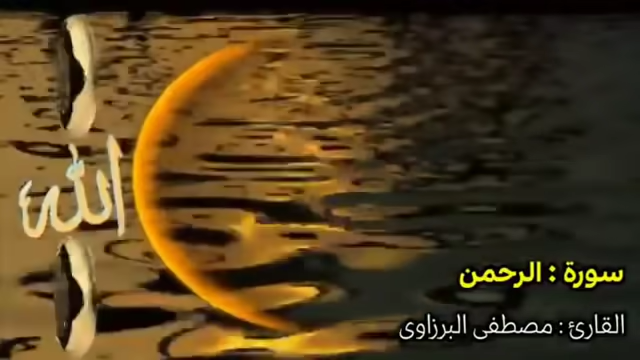 الله
سورة : الرحمن
القارئ : مصطفى البرزاوى